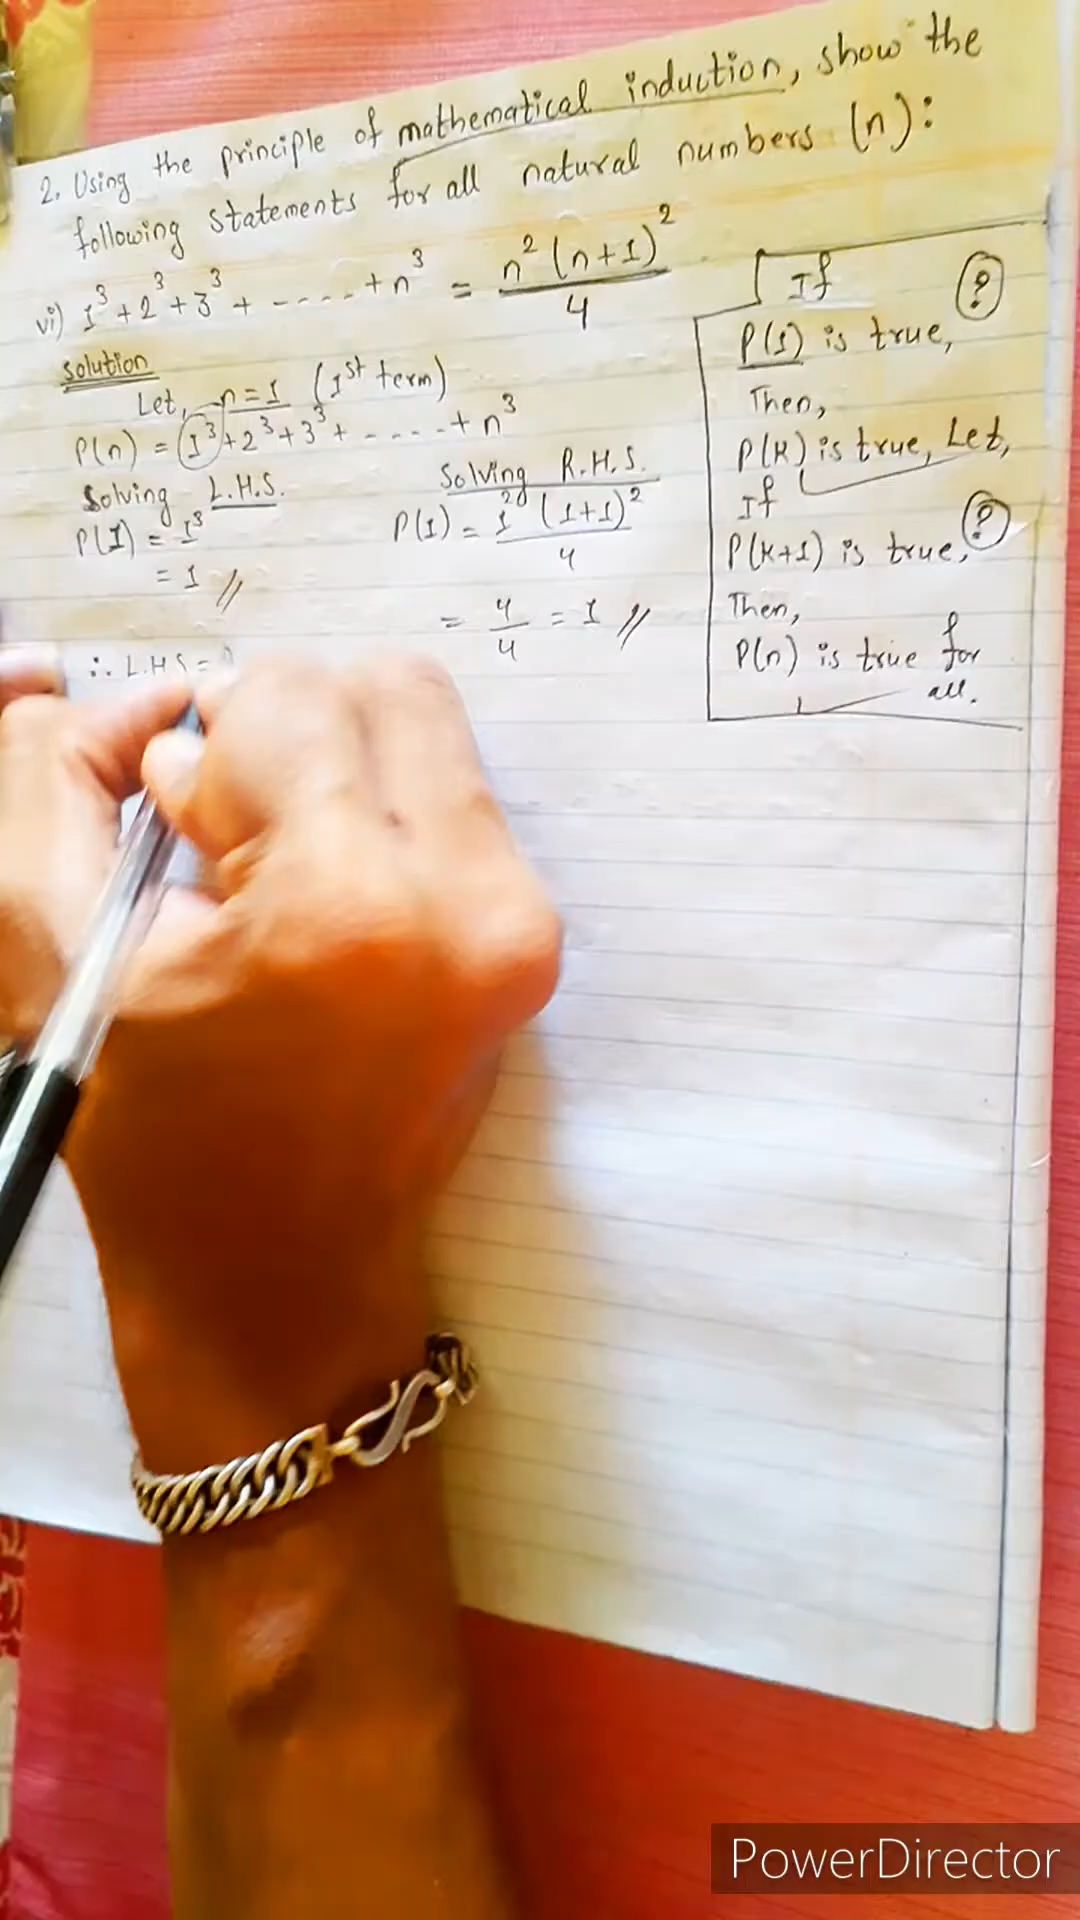 2. Using the principle of mathematical induction, show the
following statements for all natural numbers (n):
vi) 1³ + 2³ + 3³ + ----- + n³ = n²(n+1)²/4
Solution
Let, n = 1 (1st term)
P(n) = 1³ + 2³ + 3³ + ----- + n³
Solving L.H.S.
P(1) = 1³
= 1 //
∴ L.H.S =
Solving R.H.S.
P(1) = 1²(1+1)²/4
= 4/4 = 1 //
If ?
P(1) is true,
Then,
P(K) is true, Let,
If ?
P(K+1) is true,
Then,
P(n) is true for
all.
PowerDirector